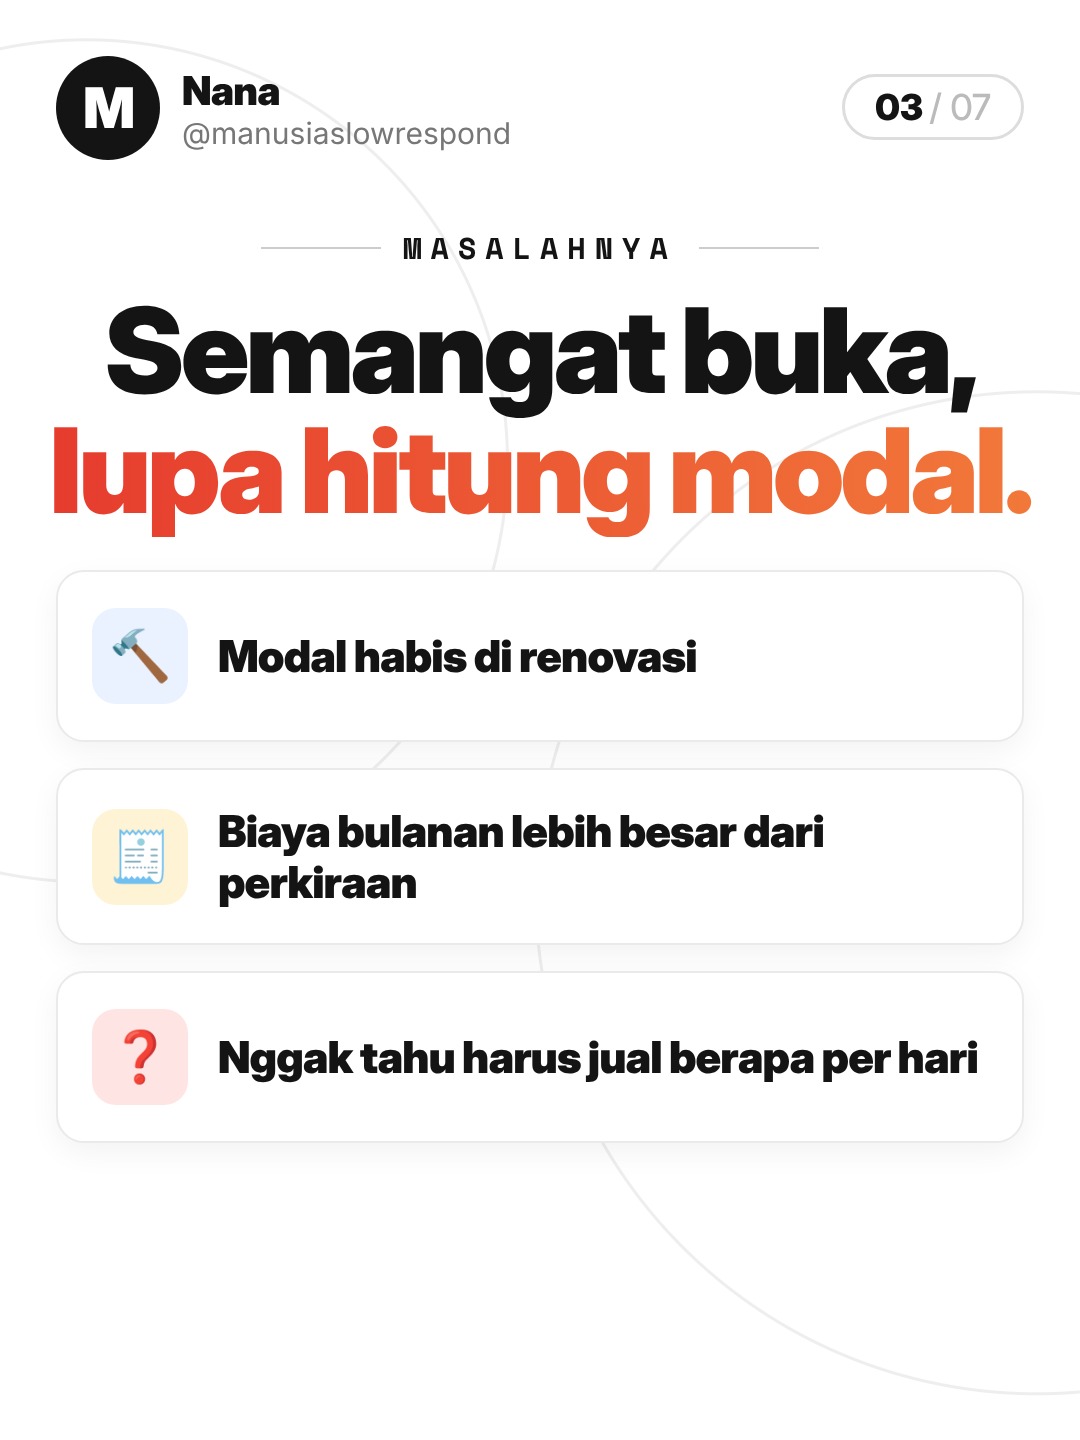 M
Nana
@manusiaslowrespond
03 / 07
MASALAHNYA
Semangat buka,
lupa hitung modal.
Modal habis di renovasi
Biaya bulanan lebih besar dari
perkiraan
Nggak tahu harus jual berapa per hari